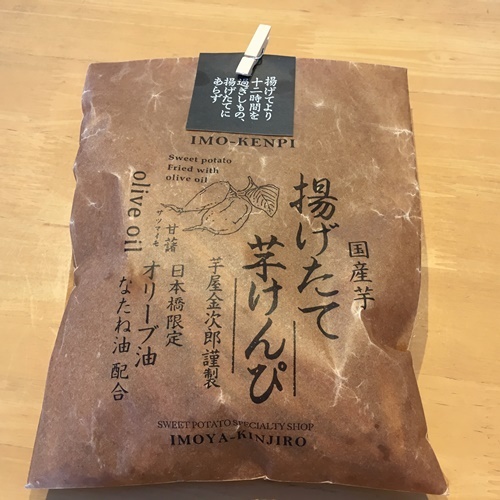 揚げてより
十二時間を
過ぎしもの、
揚げたてに
あらず
IMO-KENPI
Sweet potato
Fried with
olive oil
olive oil
国産芋
揚げたて
芋けんぴ
芋屋金次郎謹製
サツマイモ
甘藷
日本橋限定
オリーブ油
なたね油 配合
SWEET POTATO SPECIALTY SHOP
IMOYA-KINJIRO